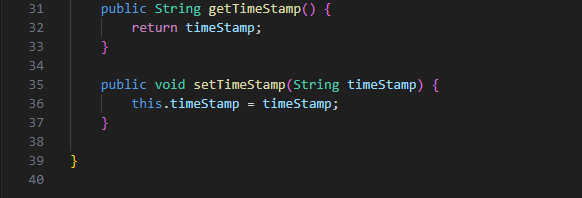 31 public String getTimeStamp() {
32 return timeStamp;
33 }
34
35 public void setTimeStamp(String timeStamp) {
36 this.timeStamp = timeStamp;
37 }
38
39 }
40